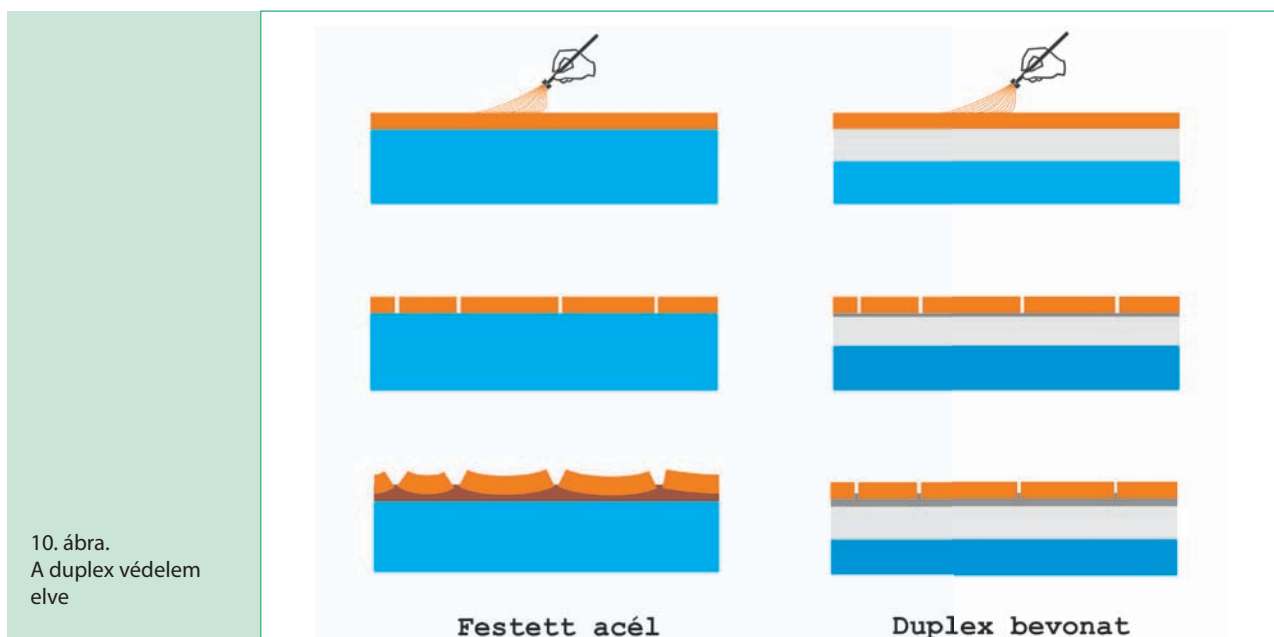 10. ábra.
A duplex védelem
elve
Festett acél
Duplex bevonat